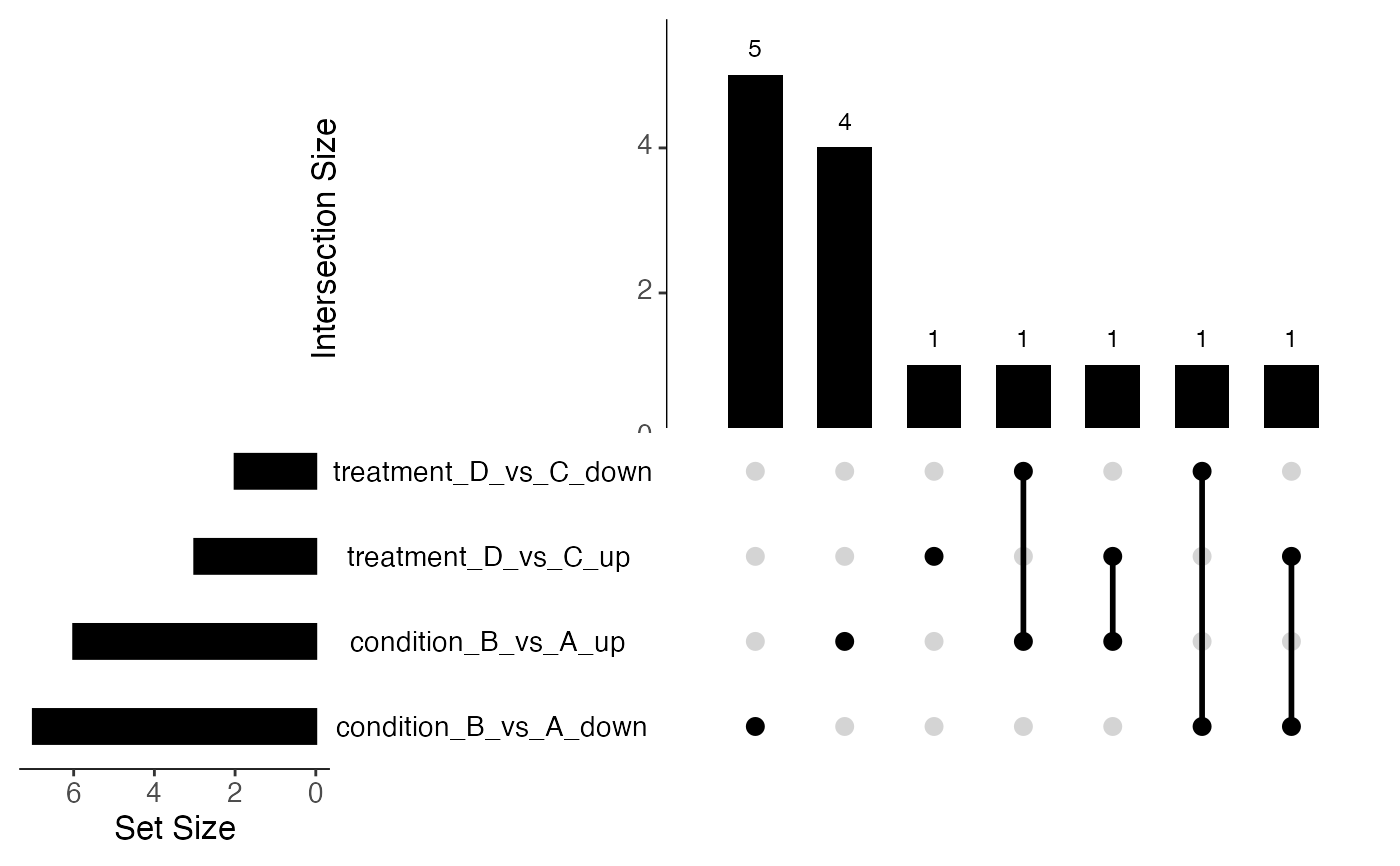 5
4
1 1 1 1 1
Intersection Size
4
2
0
treatment_D_vs_C_down
treatment_D_vs_C_up
condition_B_vs_A_up
condition_B_vs_A_down
6 4 2 0
Set Size